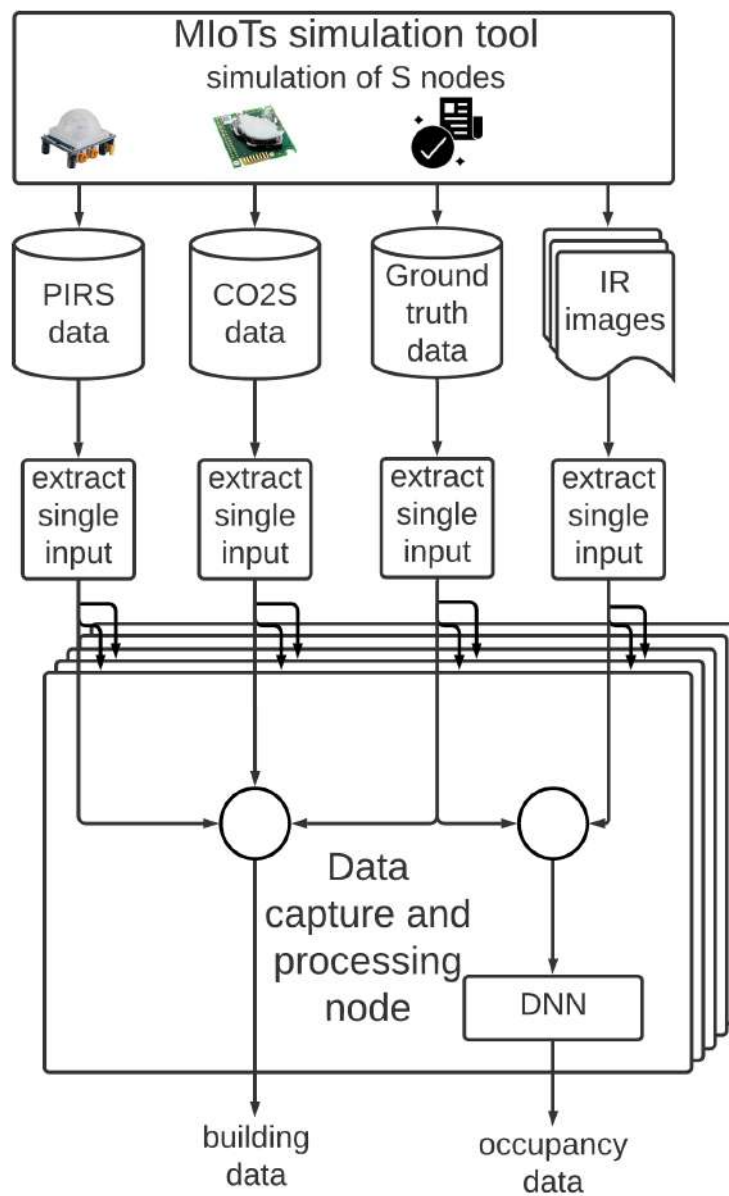 MIoTs simulation tool
simulation of S nodes
PIRS
data
CO2S
data
Ground
truth
data
IR
images
extract
single
input
extract
single
input
extract
single
input
extract
single
input
Data
capture and
processing
node
DNN
building
data
occupancy
data